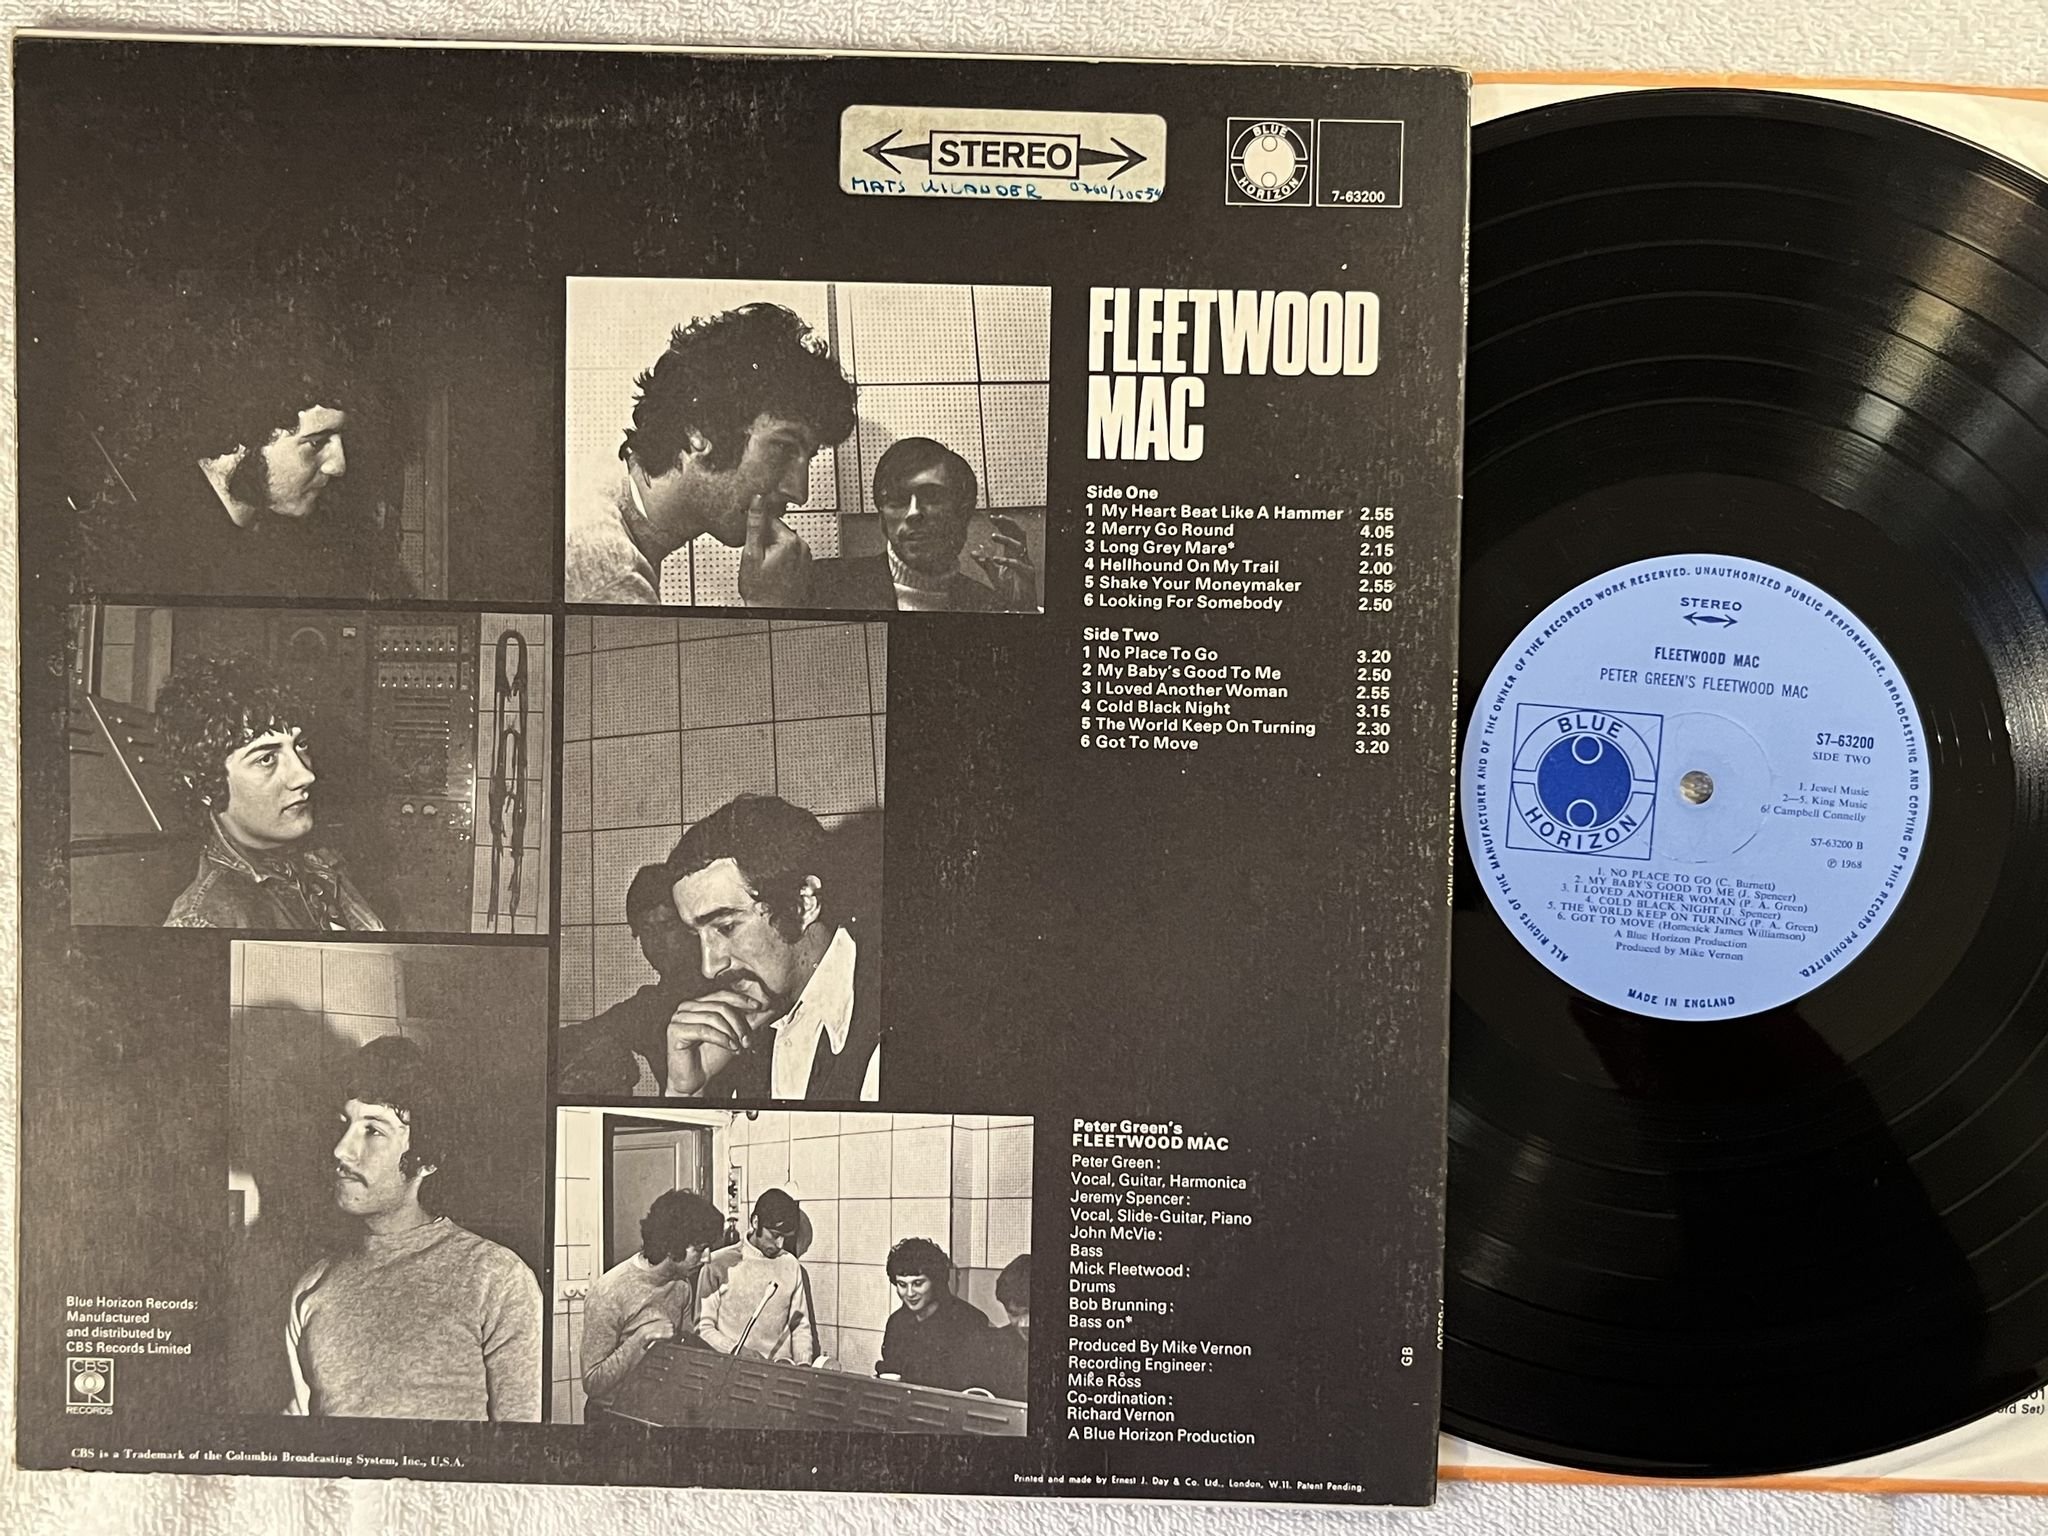 STEREO
MATS WILANDER 0760/30654
BLUE
HORIZON
7-63200
FLEETWOOD
MAC
Side One
1 My Heart Beat Like A Hammer 2.55
2 Merry Go Round 4.05
3 Long Grey Mare* 2.15
4 Hellhound On My Trail 2.00
5 Shake Your Moneymaker 2.55
6 Looking For Somebody 2.50
Side Two
1 No Place To Go 3.20
2 My Baby's Good To Me 2.50
3 I Loved Another Woman 2.55
4 Cold Black Night 3.15
5 The World Keep On Turning 2.30
6 Got To Move 3.20
Peter Green's
FLEETWOOD MAC
Peter Green:
Vocal, Guitar, Harmonica
Jeremy Spencer:
Vocal, Slide-Guitar, Piano
John McVie:
Bass
Mick Fleetwood:
Drums
Bob Brunning:
Bass on*
Produced By Mike Vernon
Recording Engineer:
Mike Ross
Co-ordination:
Richard Vernon
A Blue Horizon Production
GB
Blue Horizon Records:
Manufactured
and distributed by
CBS Records Limited
CBS
RECORDS
CBS is a Trademark of the Columbia Broadcasting System, Inc., U.S.A.
Printed and made by Ernest J. Day & Co. Ltd., London, W.11. Patent Pending.
ALL RIGHTS OF THE MANUFACTURER AND OF THE OWNER OF THE RECORDED WORK RESERVED. UNAUTHORIZED PUBLIC PERFORMANCE, BROADCASTING AND COPYING OF THIS RECORD PROHIBITED.
STEREO
FLEETWOOD MAC
PETER GREEN'S FLEETWOOD MAC
BLUE
HORIZON
S7-63200
SIDE TWO
1. Jewel Music
2—5. King Music
6. Campbell Connelly
S7-63200 B
℗ 1968
1. NO PLACE TO GO (C. Burnett)
2. MY BABY'S GOOD TO ME (J. Spencer)
3. I LOVED ANOTHER WOMAN (P. A. Green)
4. COLD BLACK NIGHT (J. Spencer)
5. THE WORLD KEEP ON TURNING (P. A. Green)
6. GOT TO MOVE (Homesick James Williamson)
A Blue Horizon Production
Produced by Mike Vernon
MADE IN ENGLAND